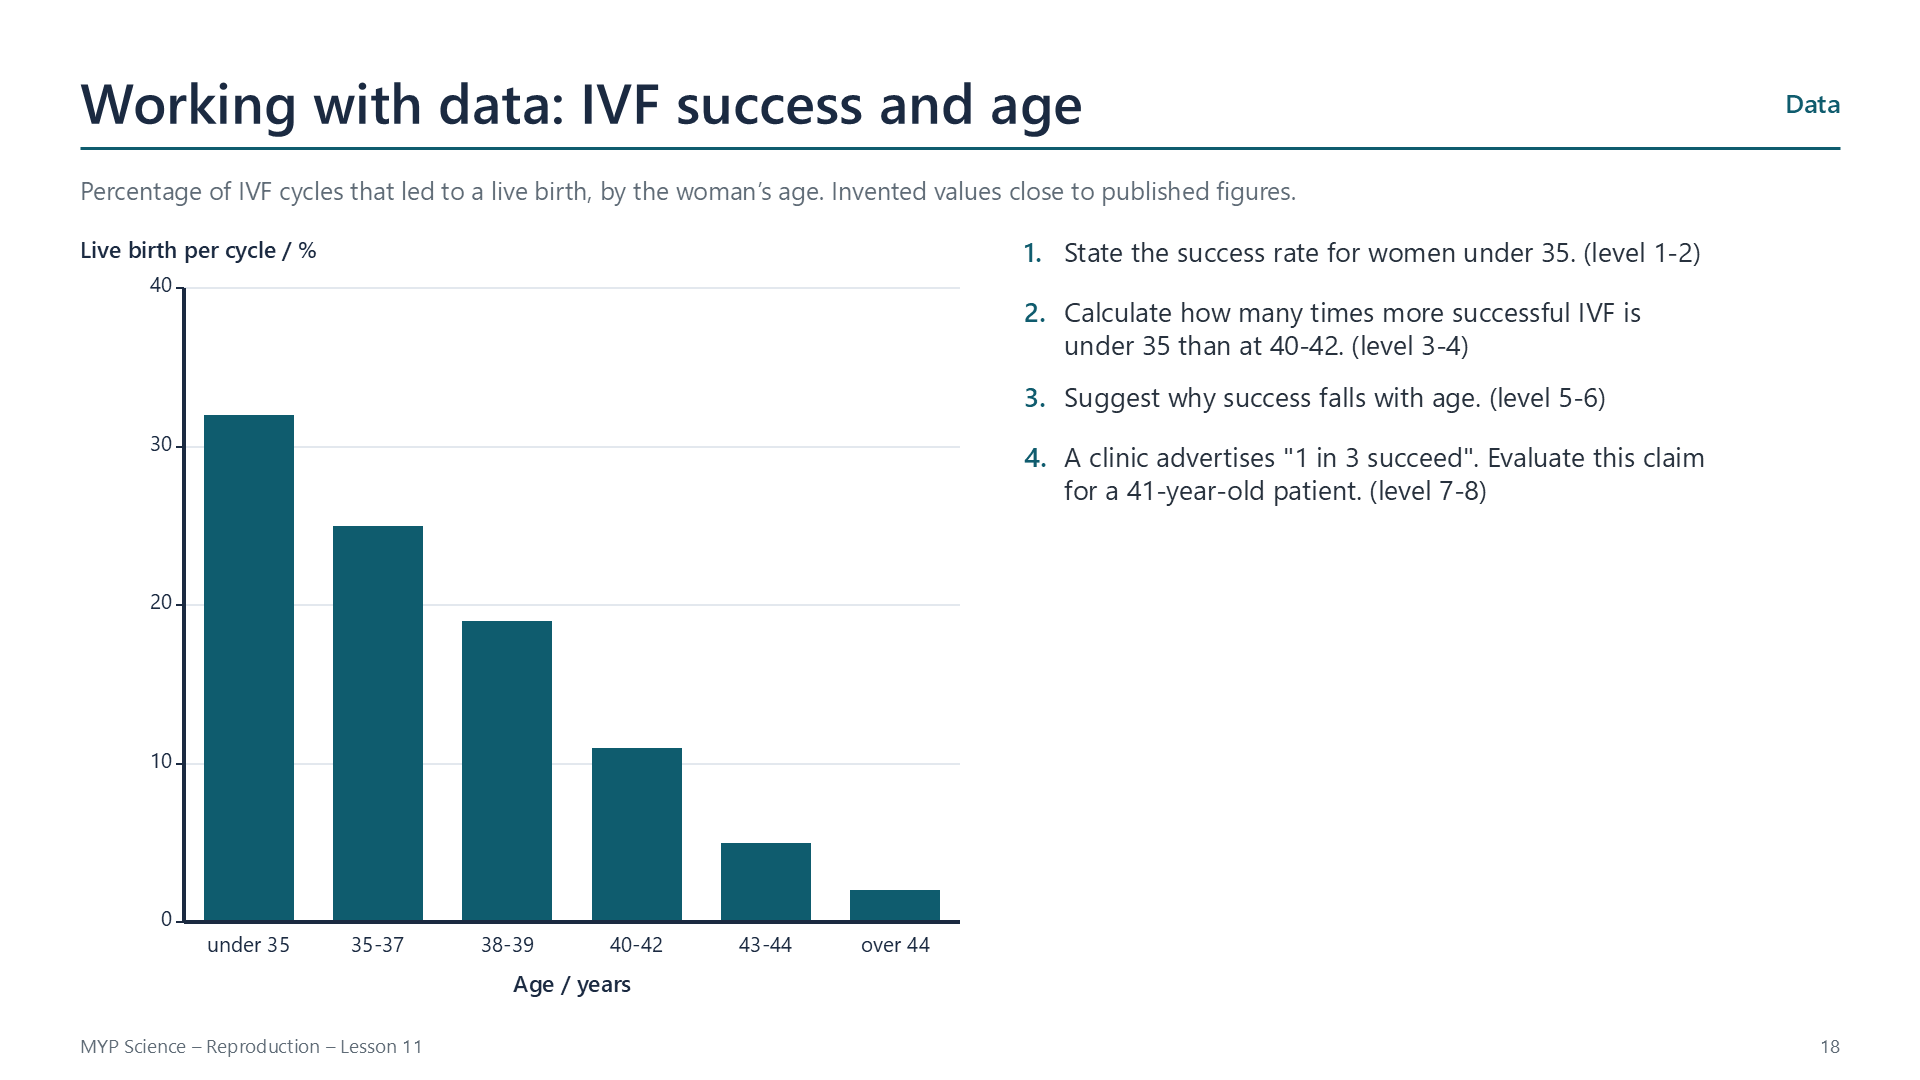 Working with data: IVF success and age
Data
Percentage of IVF cycles that led to a live birth, by the woman’s age. Invented values close to published figures.
Live birth per cycle / %
40
30
20
10
0
under 35
35-37
38-39
40-42
43-44
over 44
Age / years
1. State the success rate for women under 35. (level 1-2)
2. Calculate how many times more successful IVF is
under 35 than at 40-42. (level 3-4)
3. Suggest why success falls with age. (level 5-6)
4. A clinic advertises "1 in 3 succeed". Evaluate this claim
for a 41-year-old patient. (level 7-8)
MYP Science – Reproduction – Lesson 11
18